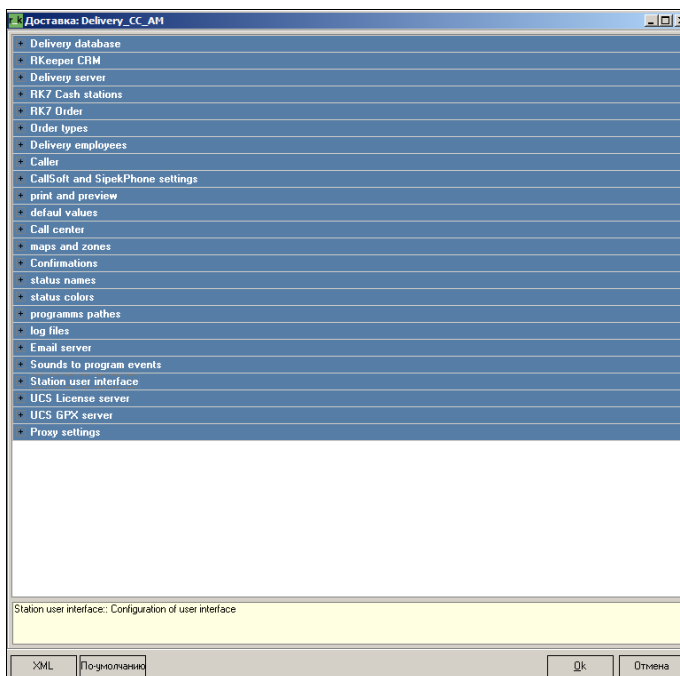 r_k Доставка: Delivery_CC_AM
+ Delivery database
+ RKeeper CRM
+ Delivery server
+ RK7 Cash stations
+ RK7 Order
+ Order types
+ Delivery employees
+ Caller
+ CallSoft and SipekPhone settings
+ print and preview
+ defaul values
+ Call center
+ maps and zones
+ Confirmations
+ status names
+ status colors
+ programms pathes
+ log files
+ Email server
+ Sounds to program events
+ Station user interface
+ UCS License server
+ UCS GPX server
+ Proxy settings
Station user interface:: Configuration of user interface
XML По-умолчанию Ok Отмена